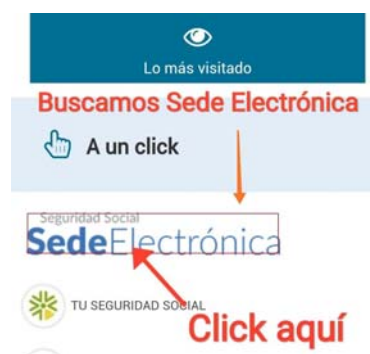 Lo más visitado
Buscamos Sede Electrónica
A un click
Seguridad Social
SedeElectrónica
TU SEGURIDAD SOCIAL
Click aquí